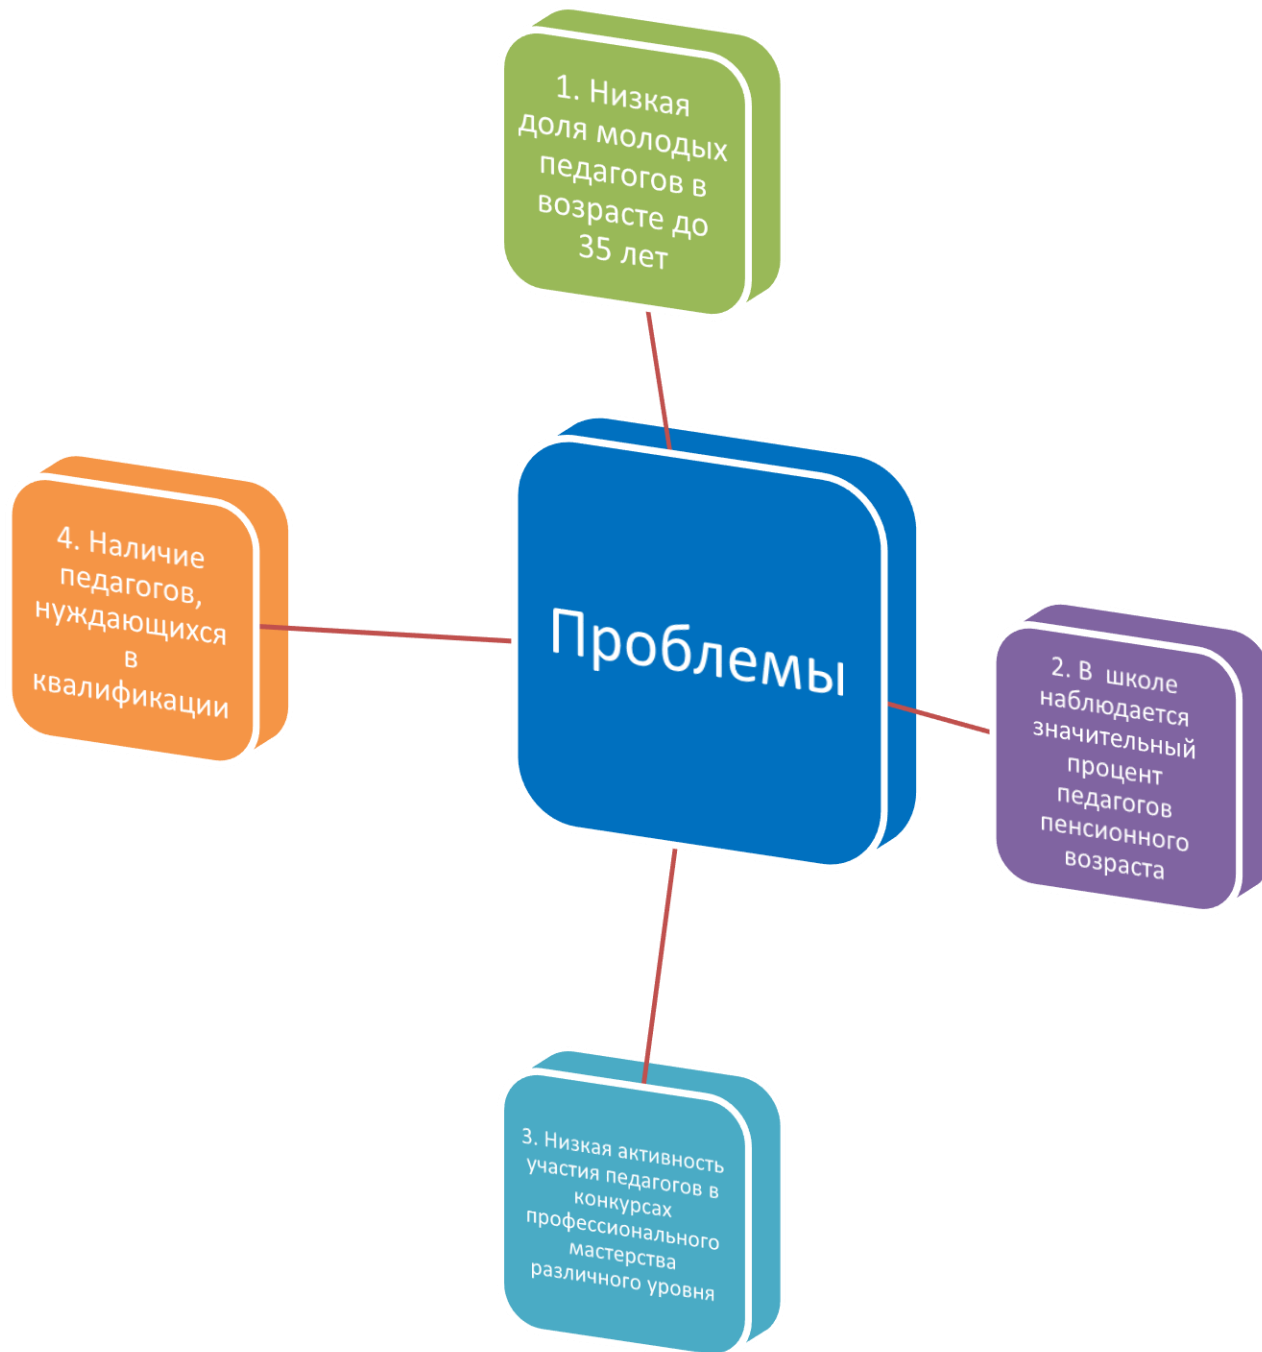 1. Низкая
доля молодых
педагогов в
возрасте до
35 лет
Проблемы
2. В школе
наблюдается
значительный
процент
педагогов
пенсионного
возраста
3. Низкая активность
участия педагогов в
конкурсах
профессионального
мастерства
различного уровня
4. Наличие
педагогов,
нуждающихся
в
квалификации